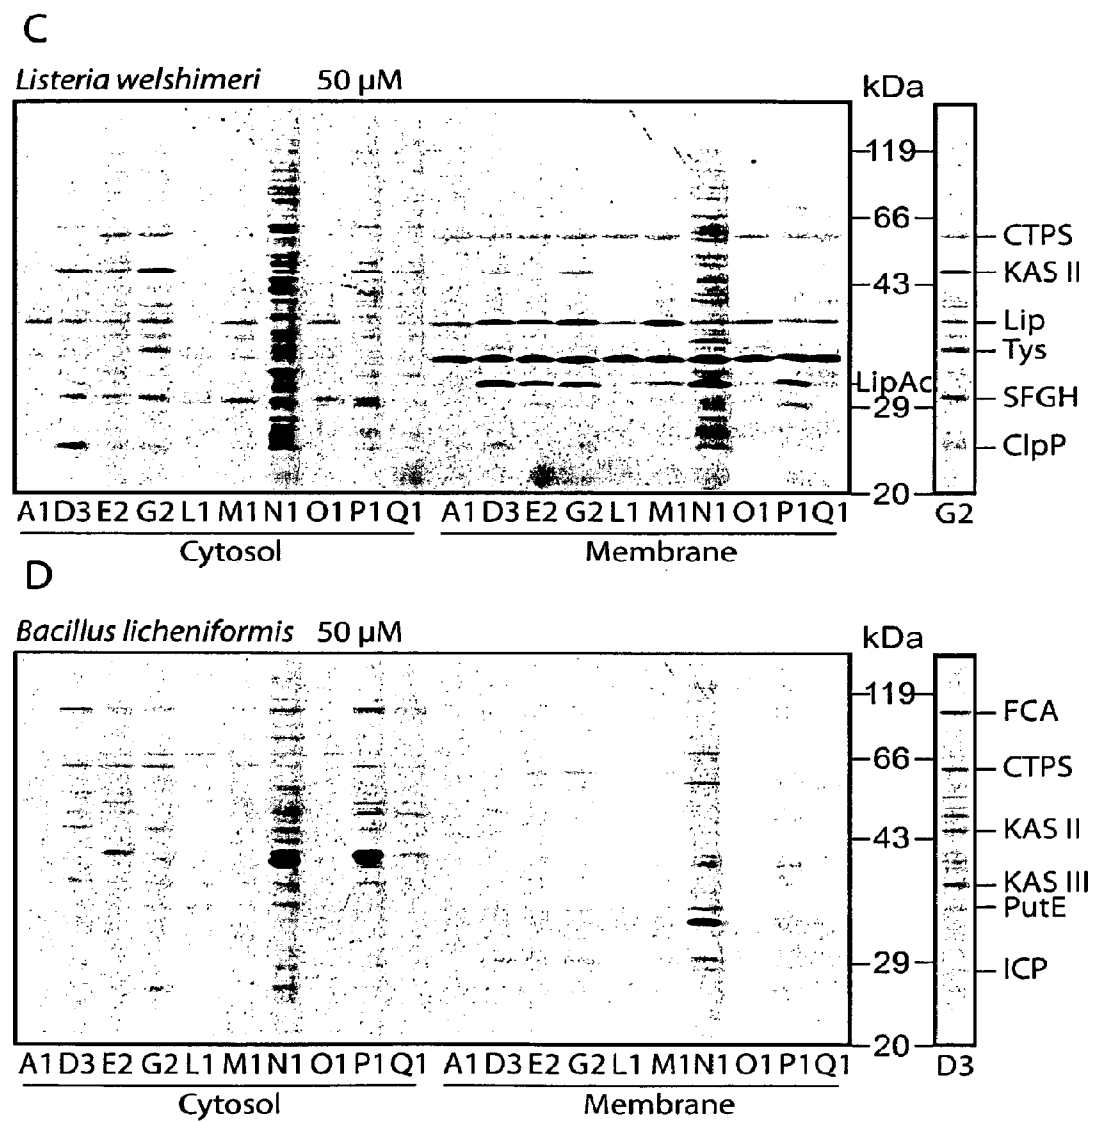 C
Listeria welshimeri 50 µM
kDa
119
66
43
LipAc
29
20
CTPS
KAS II
Lip
Tys
SFGH
ClpP
A1 D3 E2 G2 L1 M1 N1 O1 P1 Q1 A1 D3 E2 G2 L1 M1 N1 O1 P1 Q1 G2
Cytosol Membrane
D
Bacillus licheniformis 50 µM
kDa
119
66
43
29
20
FCA
CTPS
KAS II
KAS III
PutE
ICP
A1 D3 E2 G2 L1 M1 N1 O1 P1 Q1 A1 D3 E2 G2 L1 M1 N1 O1 P1 Q1 D3
Cytosol Membrane